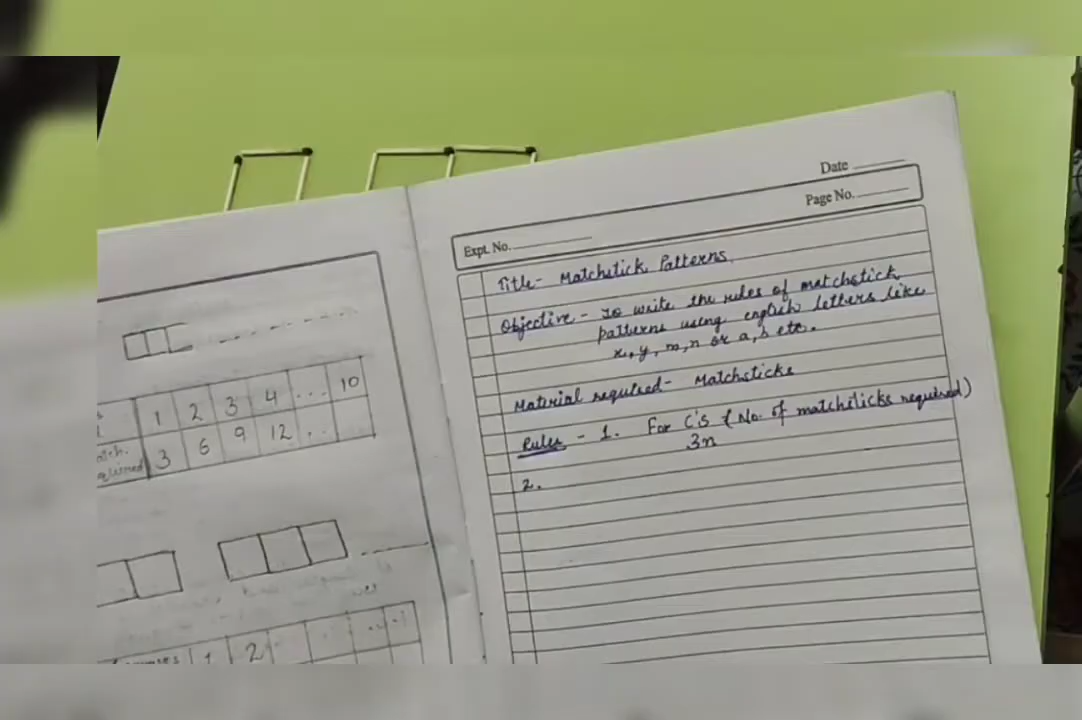 1 2 3 4 ... 10
atch.
quired 3 6 9 12 ..
1 2
Date
Page No.
Expt. No.
Title- Matchstick Patterns
Objective - To write the rules of matchstick
patterns using english letters like
x, y, m, n or a, s etc.
Material required- Matchsticks
Rules - 1. For C's { No. of matchsticks required)
3n
2.